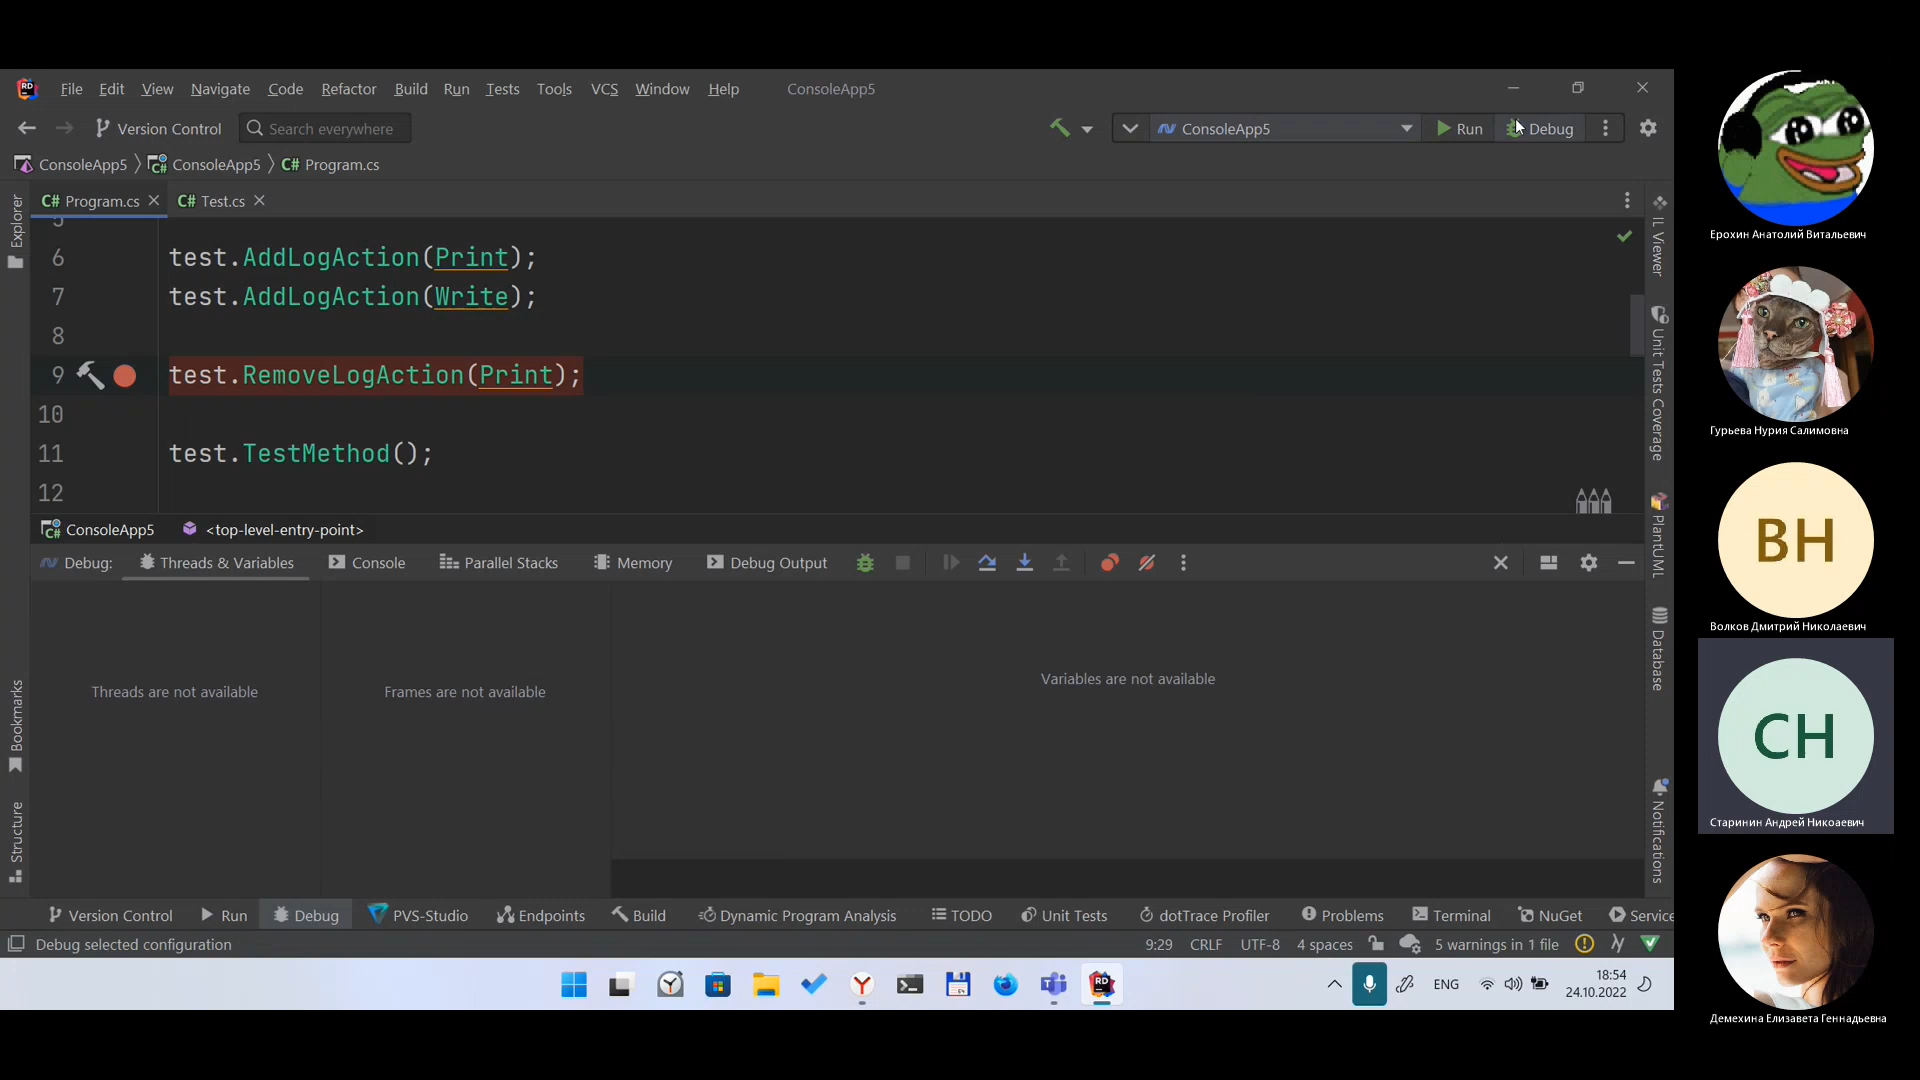 File Edit View Navigate Code Refactor Build Run Tests Tools VCS Window Help ConsoleApp5
Version Control Search everywhere ConsoleApp5 Run Debug
ConsoleApp5 ConsoleApp5 C# Program.cs
C# Program.cs C# Test.cs
5
6 test.AddLogAction(Print);
7 test.AddLogAction(Write);
8
9 test.RemoveLogAction(Print);
10
11 test.TestMethod();
12
ConsoleApp5 <top-level-entry-point>
Debug: Threads & Variables Console Parallel Stacks Memory Debug Output
Threads are not available
Frames are not available
Variables are not available
Explorer
Bookmarks
Structure
IL Viewer
Unit Tests Coverage
PlantUML
Database
Notifications
Version Control Run Debug PVS-Studio Endpoints Build Dynamic Program Analysis TODO Unit Tests dotTrace Profiler Problems Terminal NuGet Service
Debug selected configuration 9:29 CRLF UTF-8 4 spaces 5 warnings in 1 file
ENG 18:54
24.10.2022
Ерохин Анатолий Витальевич
Гурьева Нурия Салимовна
ВН
Волков Дмитрий Николаевич
СН
Старинин Андрей Никоаевич
Демехина Елизавета Геннадьевна